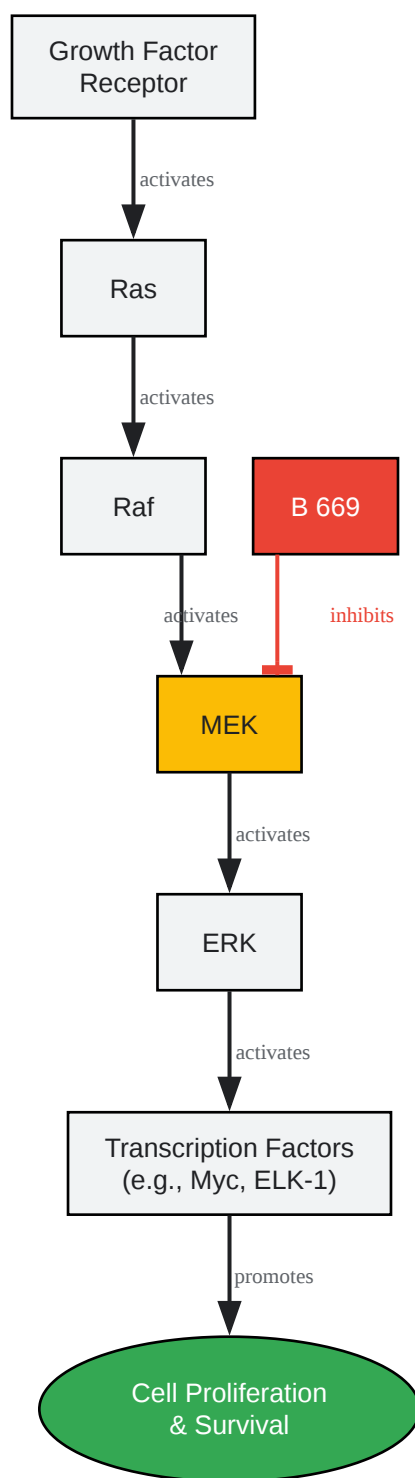 Growth Factor
Receptor
activates
Ras
activates
Raf
B 669
activates
inhibits
MEK
activates
ERK
activates
Transcription Factors
(e.g., Myc, ELK-1)
promotes
Cell Proliferation
& Survival